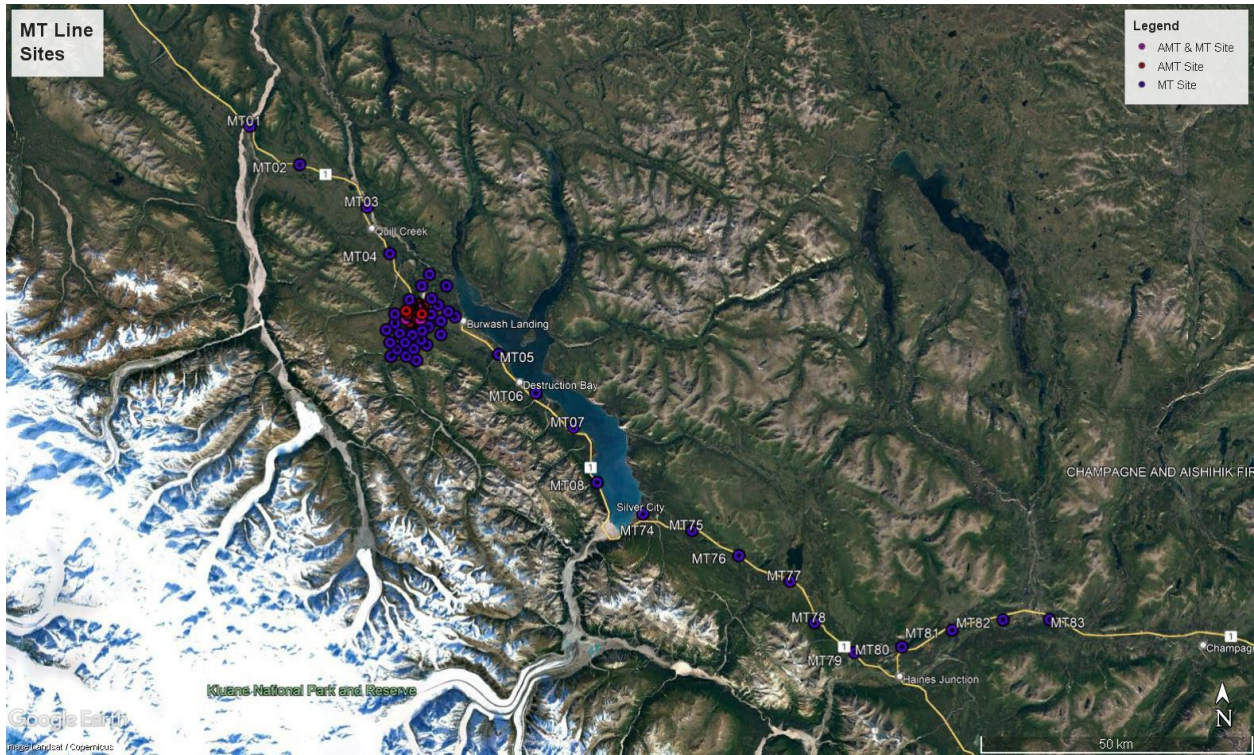 MT Line
Sites
Legend
AMT & MT Site
AMT Site
MT Site
MT01
MT02
1
MT03
Quill Creek
MT04
Burwash Landing
MT05
Destruction Bay
MT06
MT07
1
MT08
CHAMPAGNE AND AISHIHIK FIR
Silver City
MT74
MT75
MT76
MT77
MT78
MT79
1
MT80
MT81
MT82
MT83
1
Champagn
Haines Junction
Kluane National Park and Reserve
Google Earth
Image Landsat / Copernicus
N
50 km